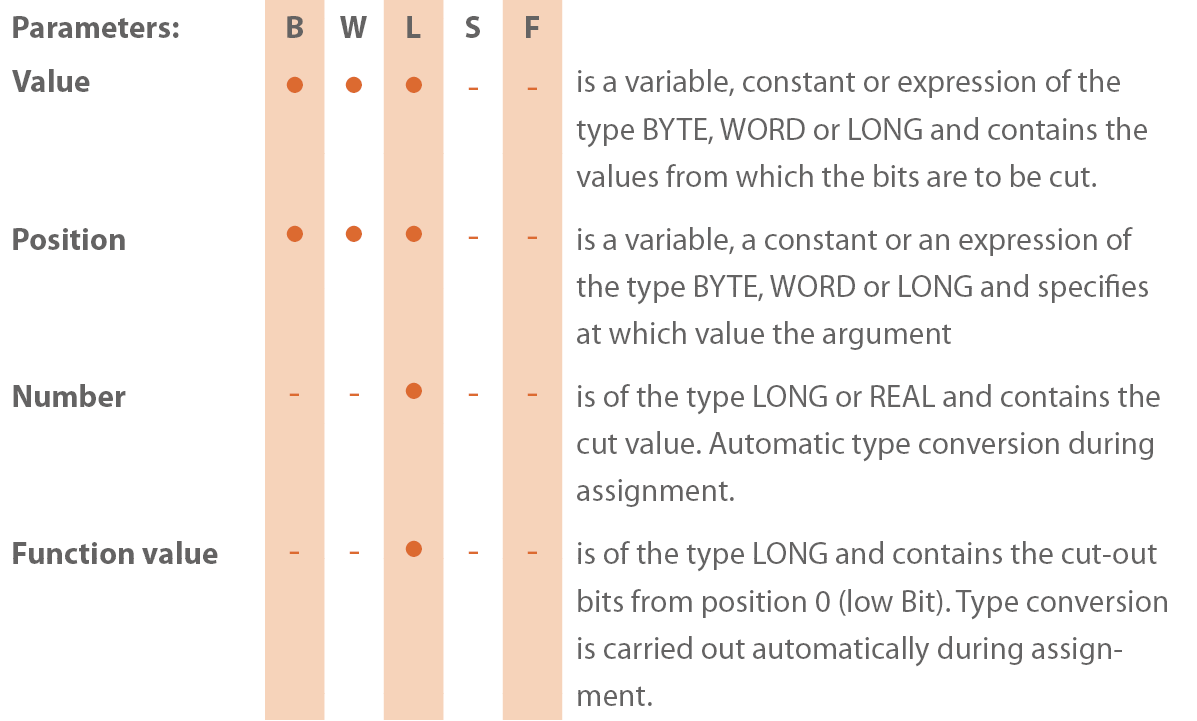 Parameters: B W L S F
Value ● ● ● - - is a variable, constant or expression of the
type BYTE, WORD or LONG and contains the
values from which the bits are to be cut.
Position ● ● ● - - is a variable, a constant or an expression of
the type BYTE, WORD or LONG and specifies
at which value the argument
Number - - ● - - is of the type LONG or REAL and contains the
cut value. Automatic type conversion during
assignment.
Function value - - ● - - is of the type LONG and contains the cut-out
bits from position 0 (low Bit). Type conversion
is carried out automatically during assign-
ment.